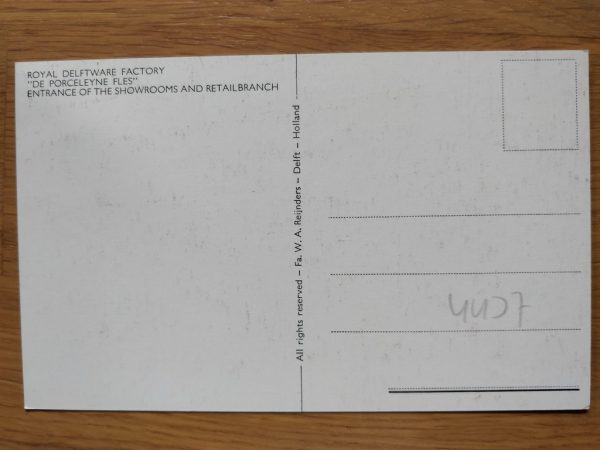 ROYAL DELFTWARE FACTORY
"DE PORCELEYNE FLES"
ENTRANCE OF THE SHOWROOMS AND RETAILBRANCH
All rights reserved – Fa. W. A. Reijnders – Delft – Holland